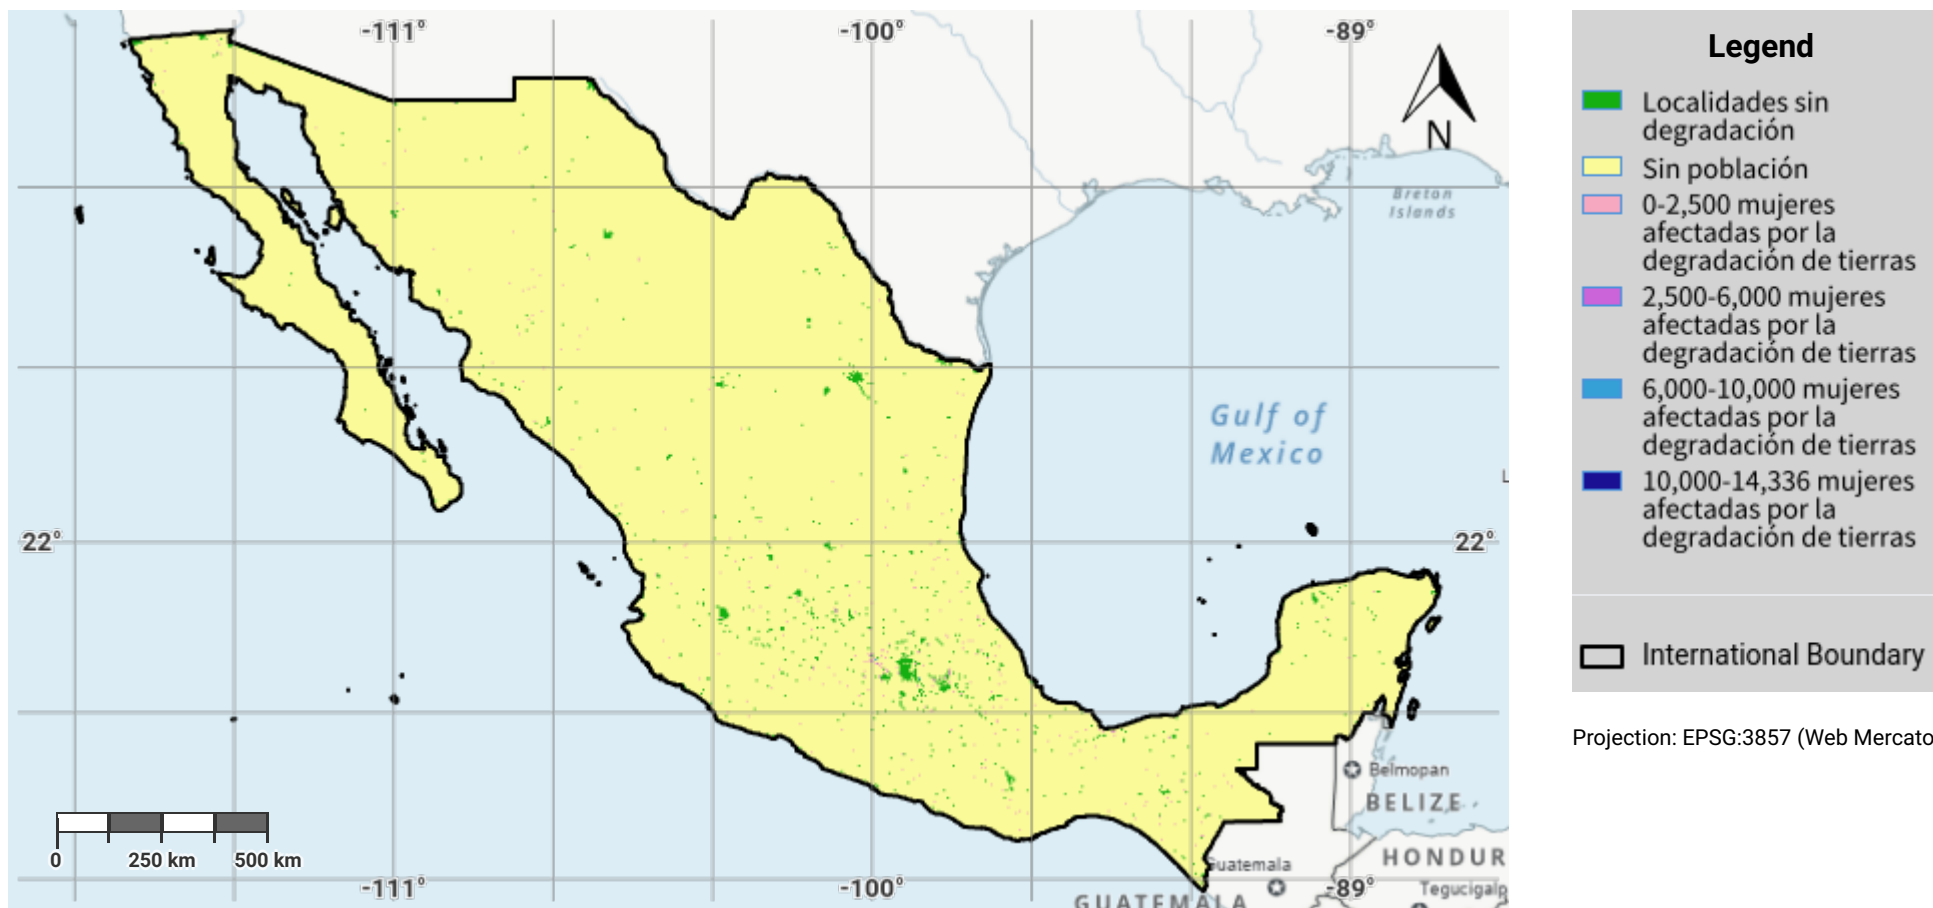 -111°
-100°
-89°
N
Breton
Islands
Gulf of
Mexico
L
22°
22°
Belmopan
BELIZE
0
250 km
500 km
Guatemala
HONDUR
-111°
-100°
-89°
Tegucigalp
GUATEMALA
Legend
Localidades sin
degradación
Sin población
0-2,500 mujeres
afectadas por la
degradación de tierras
2,500-6,000 mujeres
afectadas por la
degradación de tierras
6,000-10,000 mujeres
afectadas por la
degradación de tierras
10,000-14,336 mujeres
afectadas por la
degradación de tierras
International Boundary
Projection: EPSG:3857 (Web Mercato